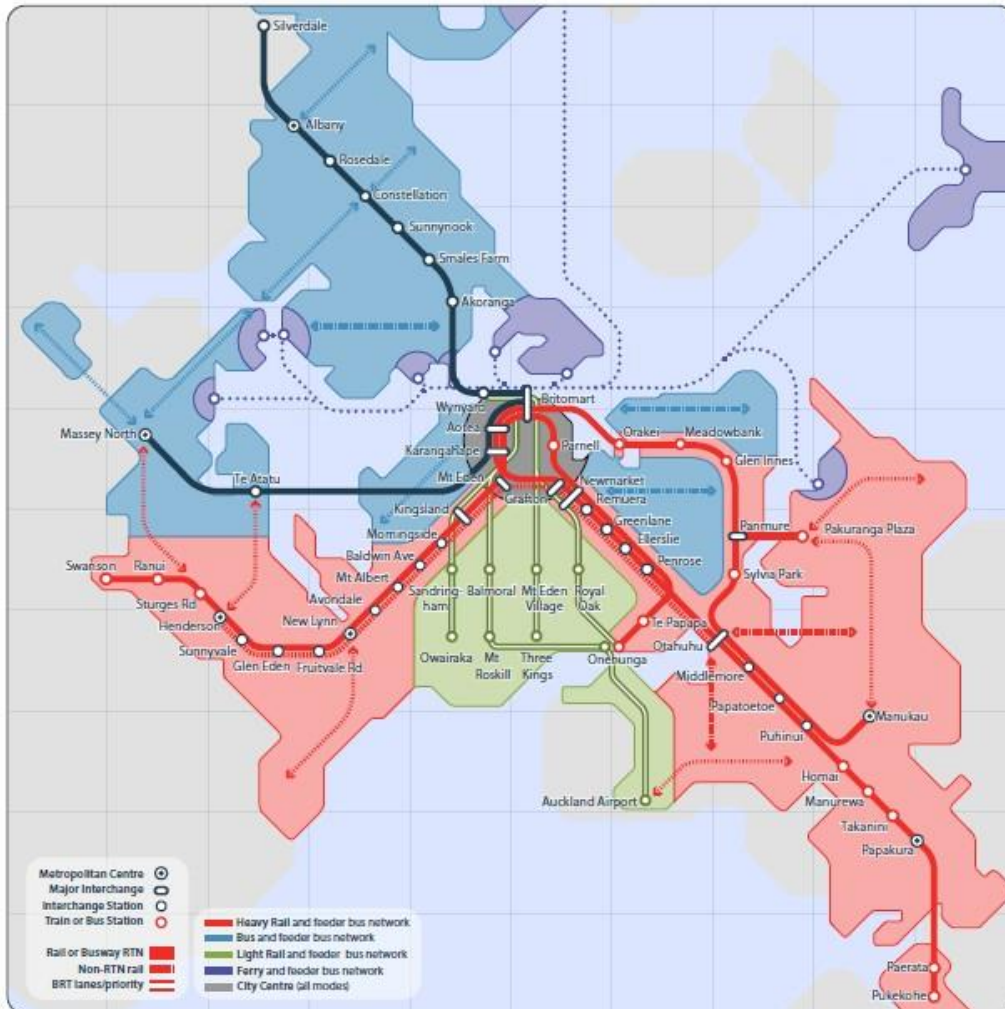 Silverdale
Albany
Rosedale
Constellation
Sunnynook
Smales Farm
Akoranga
Wynyard
Britomart
Aotea
Karangahape
Parnell
Orakei
Meadowbank
Glen Innes
Massey North
Te Atatu
Mt Eden
Grafton
Newmarket
Remuera
Kingsland
Greenlane
Ellerslie
Penrose
Panmure
Pakuranga Plaza
Morningside
Baldwin Ave
Mt Albert
Avondale
New Lynn
Swanson
Ranui
Sturges Rd
Henderson
Sunnyvale
Glen Eden
Fruitvale Rd
Sandring-
ham
Balmoral
Mt Eden
Village
Royal
Oak
Sylvia Park
Te Papapa
Otahuhu
Owairaka
Mt
Roskill
Three
Kings
Onehunga
Middlemore
Papatoetoe
Puhinui
Manukau
Homai
Manurewa
Takanini
Papakura
Auckland Airport
Paerata
Pukekohe
Metropolitan Centre
Major Interchange
Interchange Station
Train or Bus Station
Rail or Busway RTN
Non-RTN rail
BRT lanes/priority
Heavy Rail and feeder bus network
Bus and feeder bus network
Light Rail and feeder bus network
Ferry and feeder bus network
City Centre (all modes)